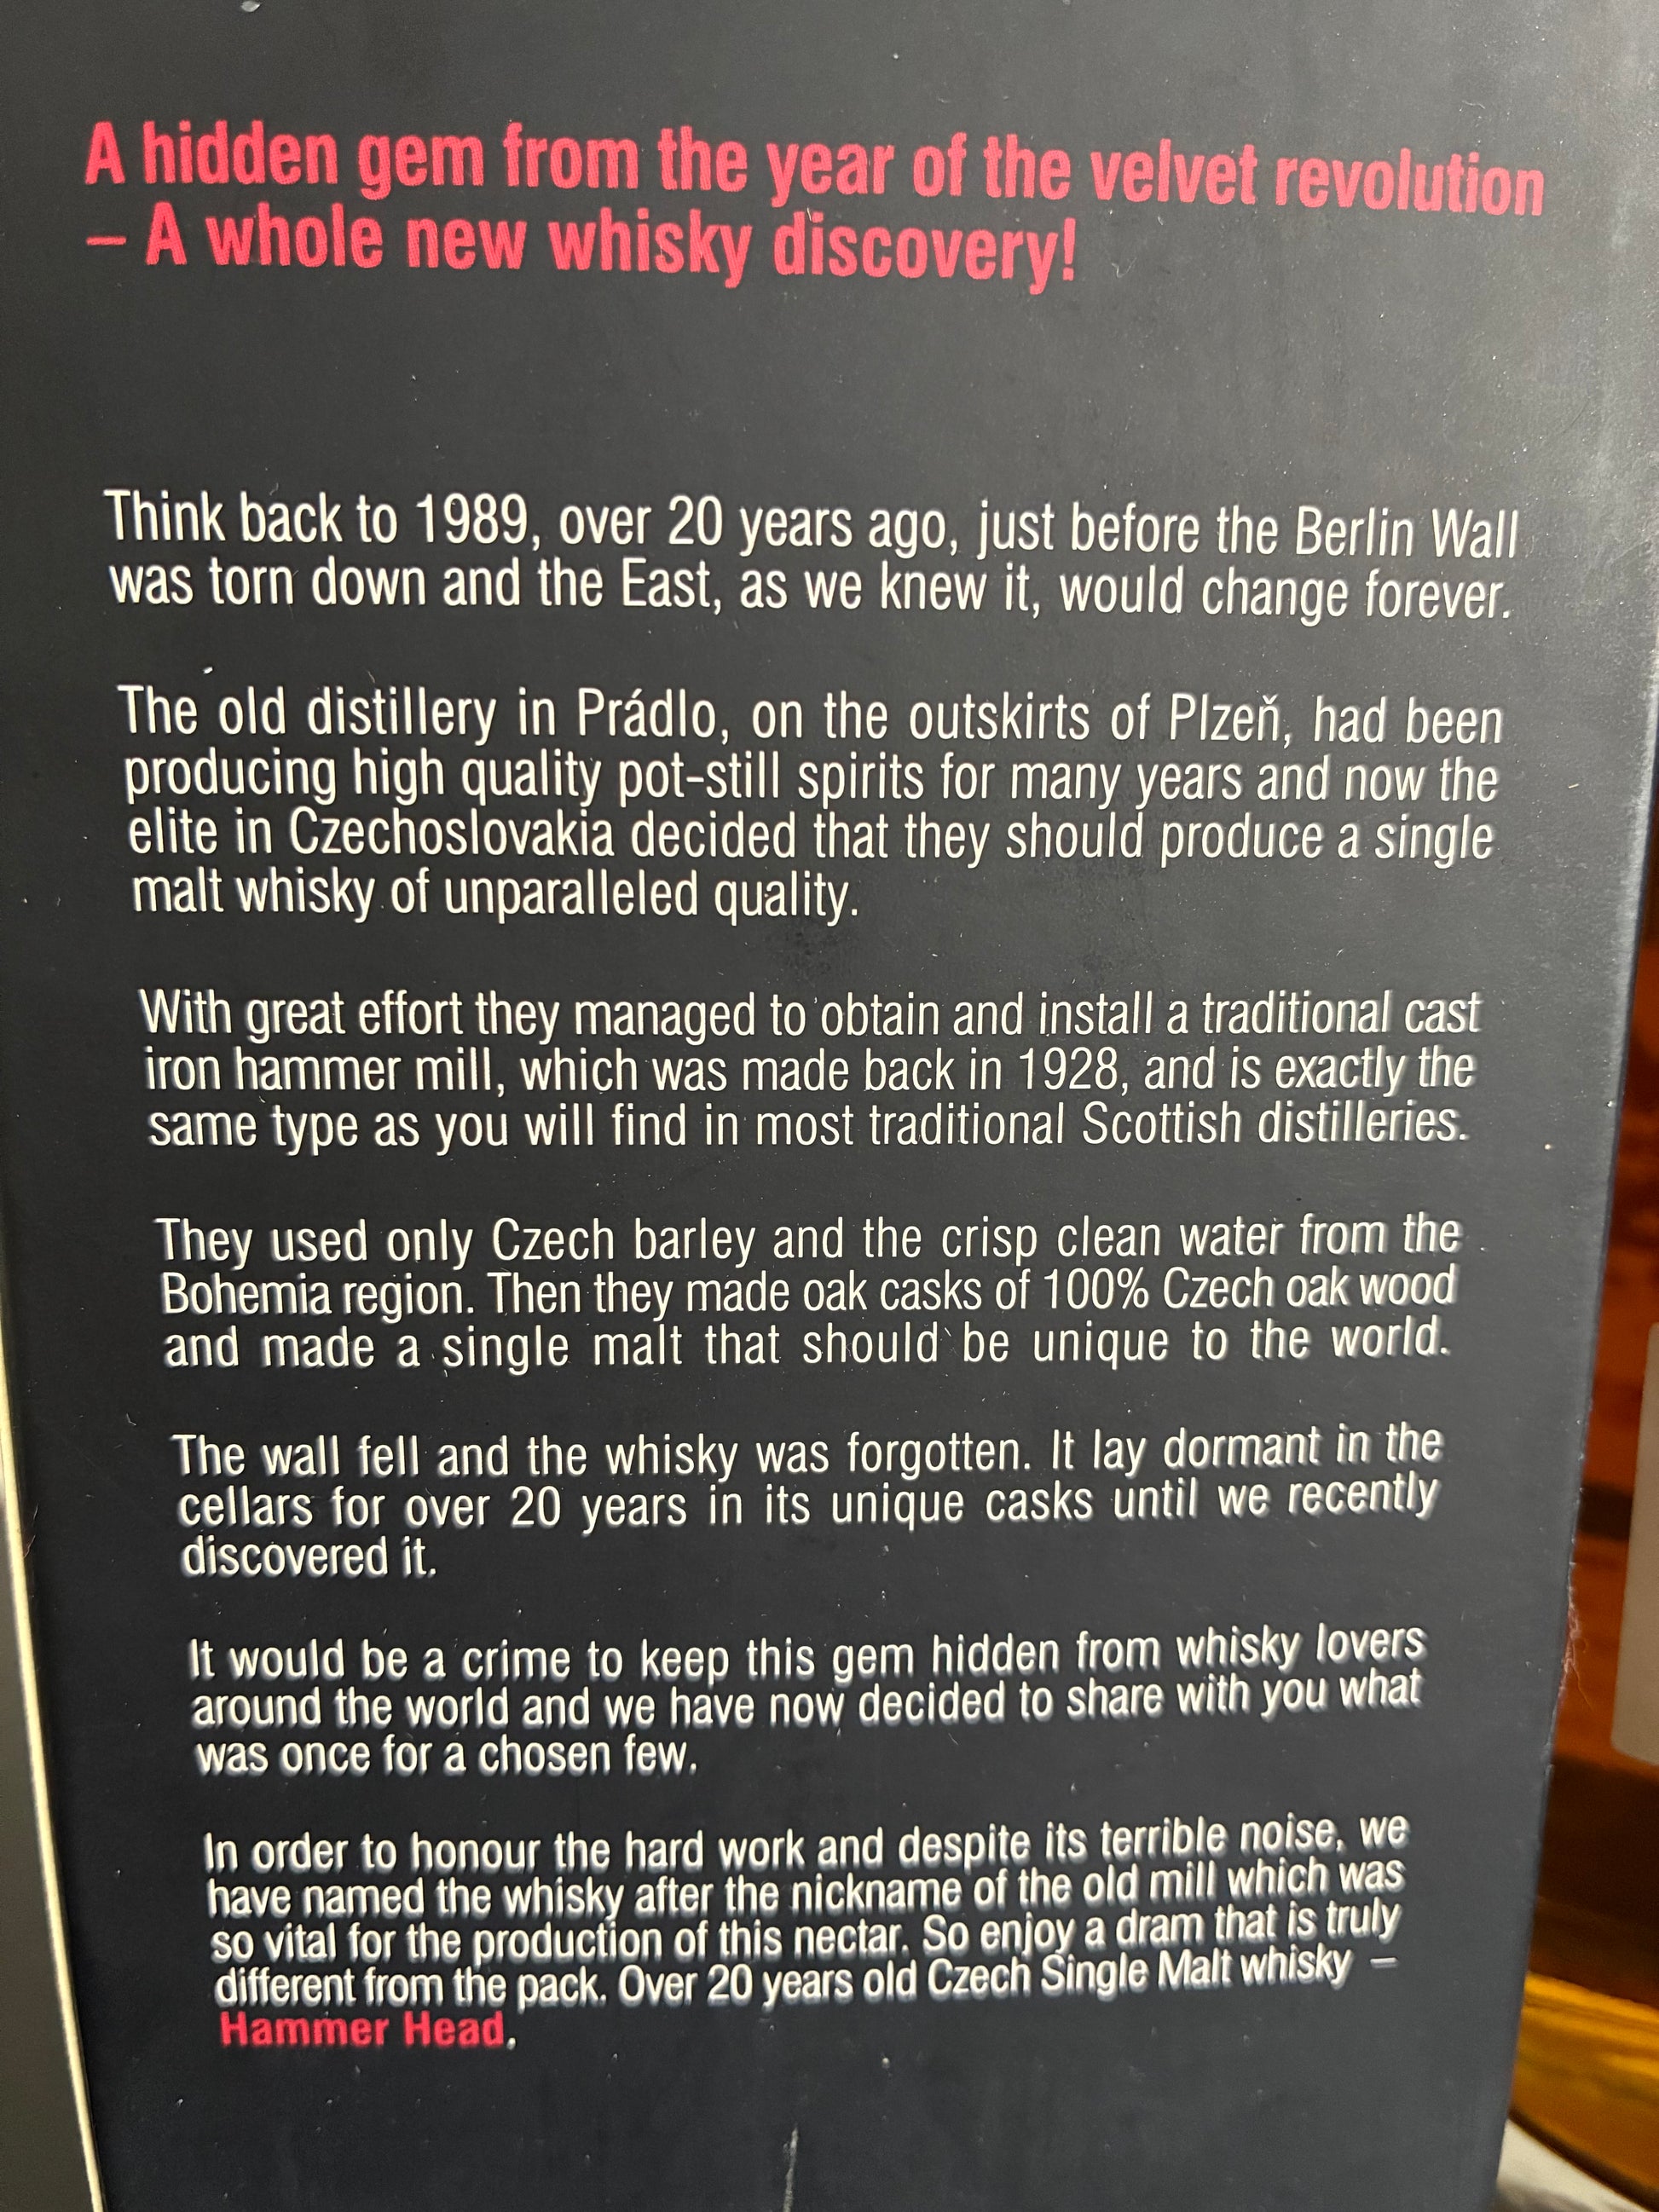 A hidden gem from the year of the velvet revolution
– A whole new whisky discovery!
Think back to 1989, over 20 years ago, just before the Berlin Wall
was torn down and the East, as we knew it, would change forever.
The old distillery in Prádlo, on the outskirts of Plzeň, had been
producing high quality pot-still spirits for many years and now the
elite in Czechoslovakia decided that they should produce a single
malt whisky of unparalleled quality.
With great effort they managed to obtain and install a traditional cast
iron hammer mill, which was made back in 1928, and is exactly the
same type as you will find in most traditional Scottish distilleries.
They used only Czech barley and the crisp clean water from the
Bohemia region. Then they made oak casks of 100% Czech oak wood
and made a single malt that should be unique to the world.
The wall fell and the whisky was forgotten. It lay dormant in the
cellars for over 20 years in its unique casks until we recently
discovered it.
It would be a crime to keep this gem hidden from whisky lovers
around the world and we have now decided to share with you what
was once for a chosen few.
In order to honour the hard work and despite its terrible noise, we
have named the whisky after the nickname of the old mill which was
so vital for the production of this nectar. So enjoy a dram that is truly
different from the pack. Over 20 years old Czech Single Malt whisky –
Hammer Head.